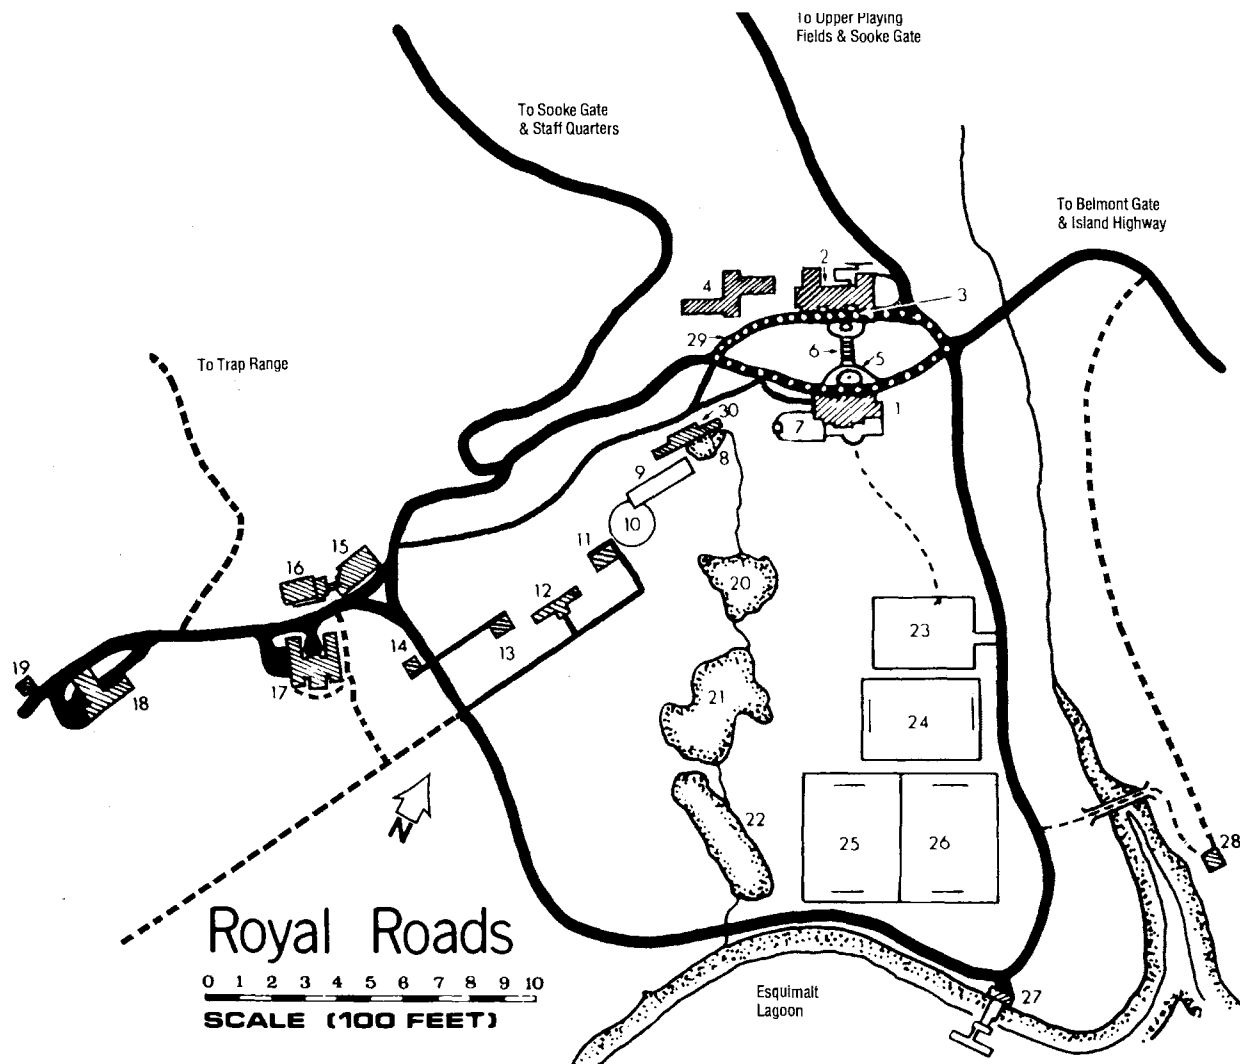 To Upper Playing
Fields & Sooke Gate
To Sooke Gate
& Staff Quarters
To Belmont Gate
& Island Highway
2
4
3
29
6
5
To Trap Range
1
30
7
8
9
10
11
15
16
12
20
23
14
13
19
17
18
21
24
N
22
25
26
28
Royal Roads
0 1 2 3 4 5 6 7 8 9 10
SCALE (100 FEET)
Esquimalt
Lagoon
27